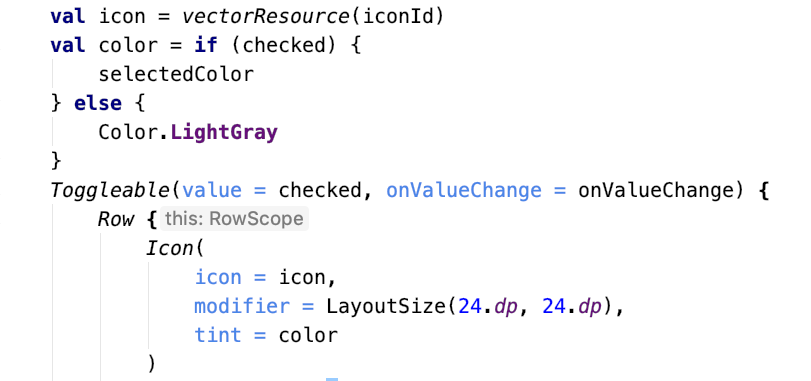 val icon = vectorResource(iconId)
val color = if (checked) {
    selectedColor
} else {
    Color.LightGray
}
Toggleable(value = checked, onValueChange = onValueChange) {
    Row { this: RowScope
        Icon(
            icon = icon,
            modifier = LayoutSize(24.dp, 24.dp),
            tint = color
        )